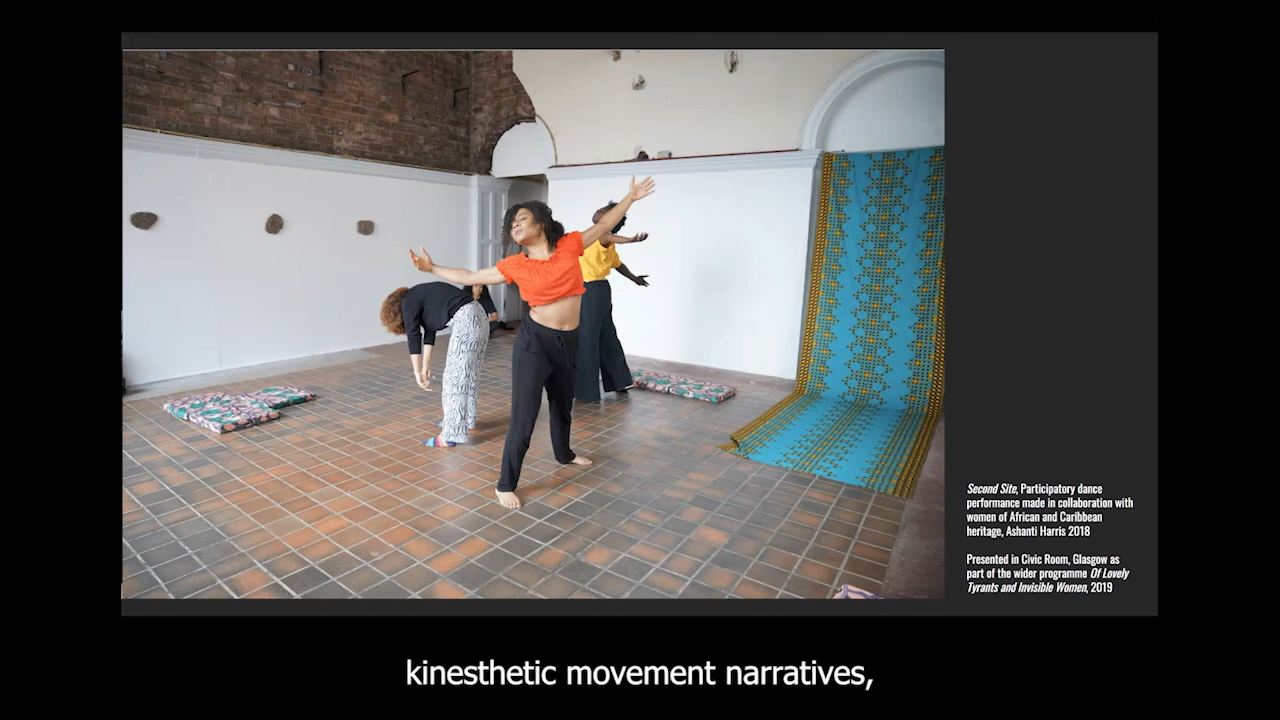 Second Site, Participatory dance
performance made in collaboration with
women of African and Caribbean
heritage, Ashanti Harris 2018
Presented in Civic Room, Glasgow as
part of the wider programme Of Lovely
Tyrants and Invisible Women, 2019
kinesthetic movement narratives,